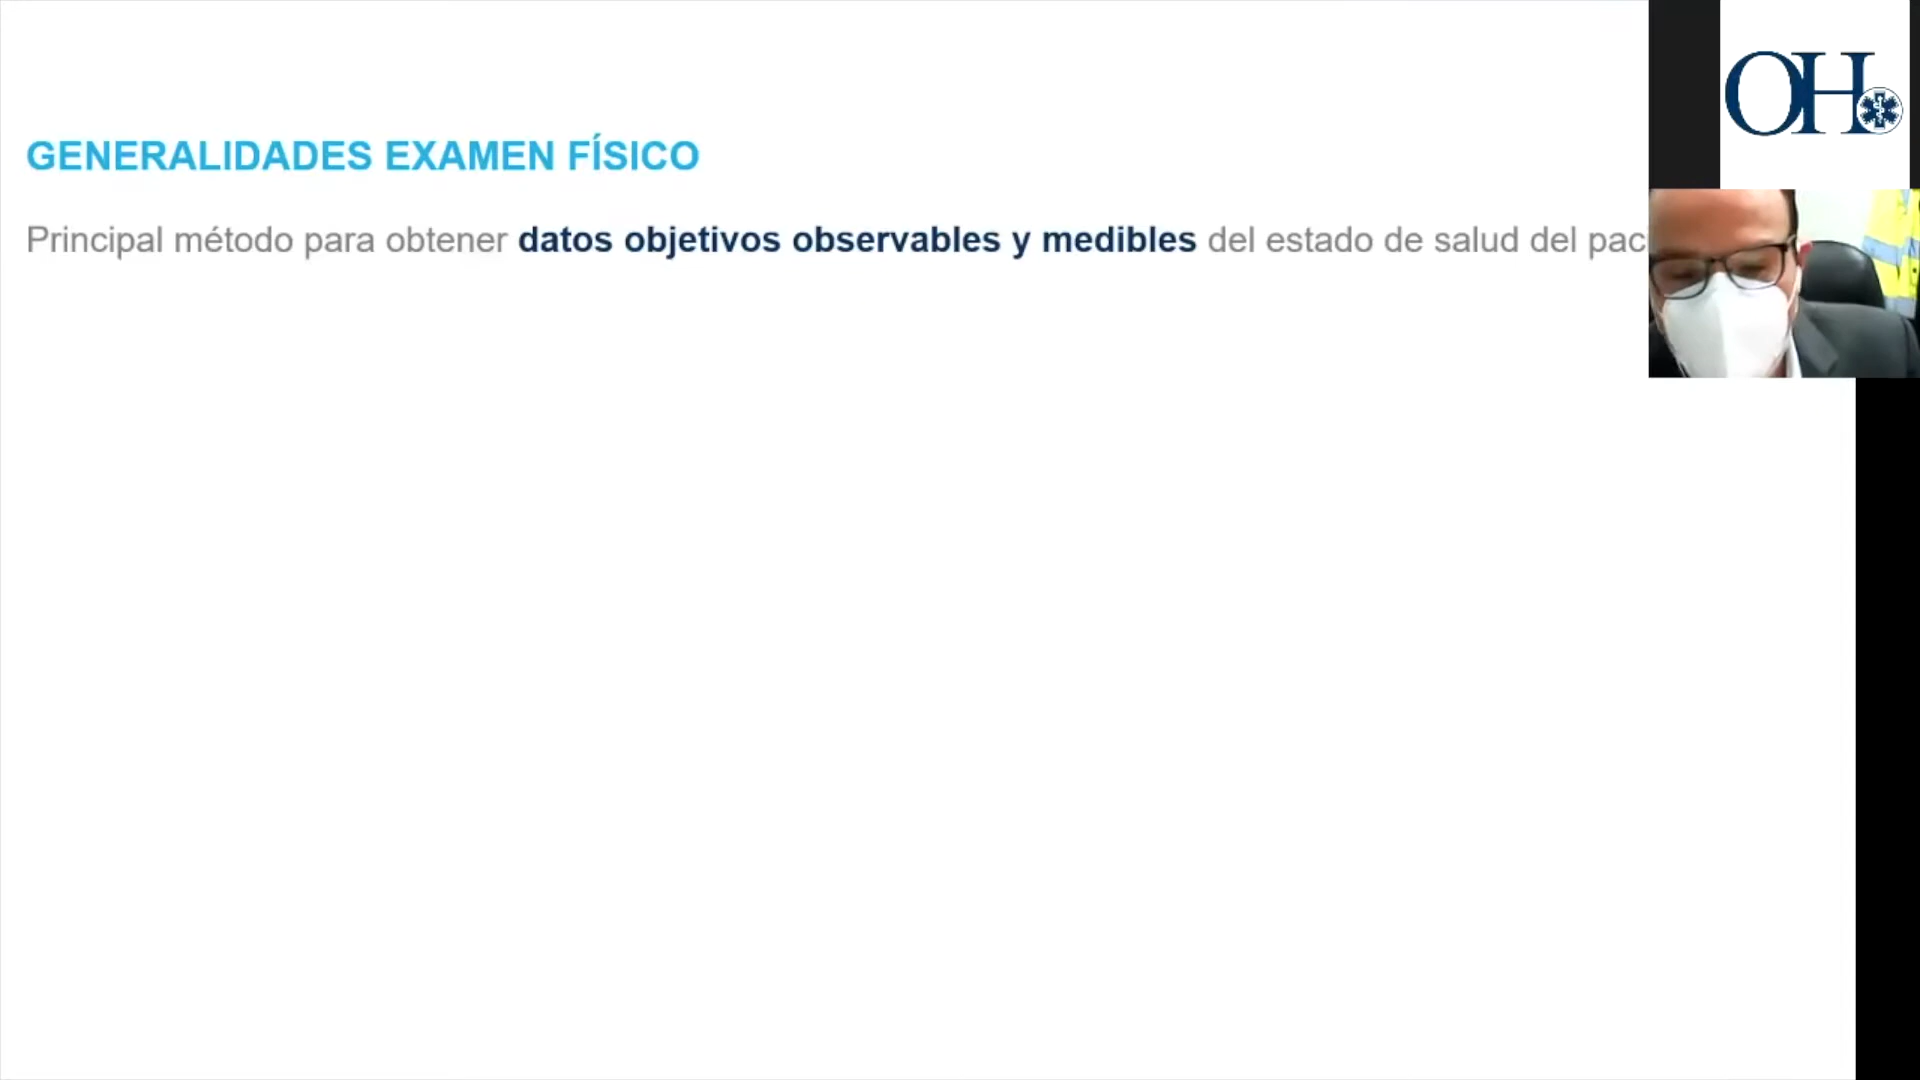 OH
GENERALIDADES EXAMEN FÍSICO
Principal método para obtener datos objetivos observables y medibles del estado de salud del